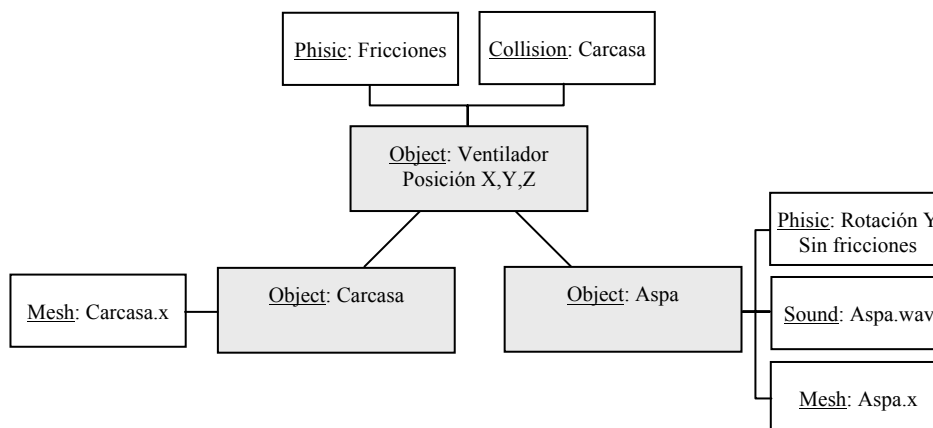 Phisic: Fricciones
Collision: Carcasa
Object: Ventilador
Posición X,Y,Z
Phisic: Rotación Y
Sin fricciones
Mesh: Carcasa.x
Object: Carcasa
Object: Aspa
Sound: Aspa.wav
Mesh: Aspa.x